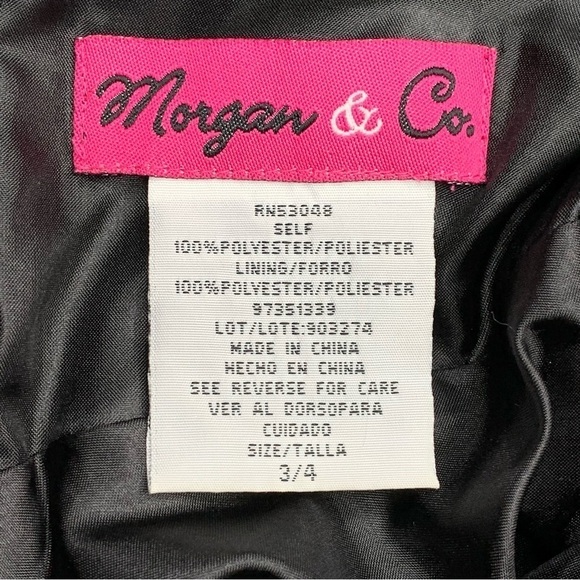 Morgan & Co.
RN53048
SELF
100%POLYESTER/POLIESTER
LINING/FORRO
100%POLYESTER/POLIESTER
97351339
LOT/LOTE:903274
MADE IN CHINA
HECHO EN CHINA
SEE REVERSE FOR CARE
VER AL DORSOPARA
CUIDADO
SIZE/TALLA
3/4